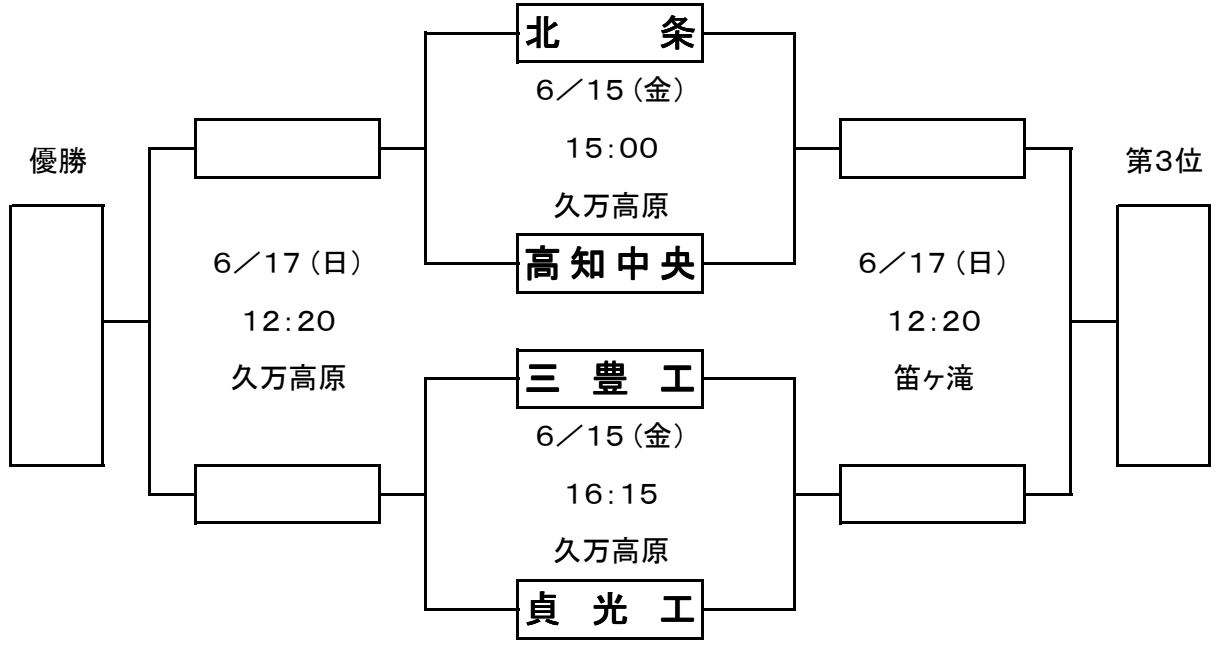 北 条
6／15（金）
15：00
久万高原
高知中央
優勝
6／17（日）
12：20
久万高原
第3位
6／17（日）
12：20
笛ヶ滝
三 豊 工
6／15（金）
16：15
久万高原
貞 光 工